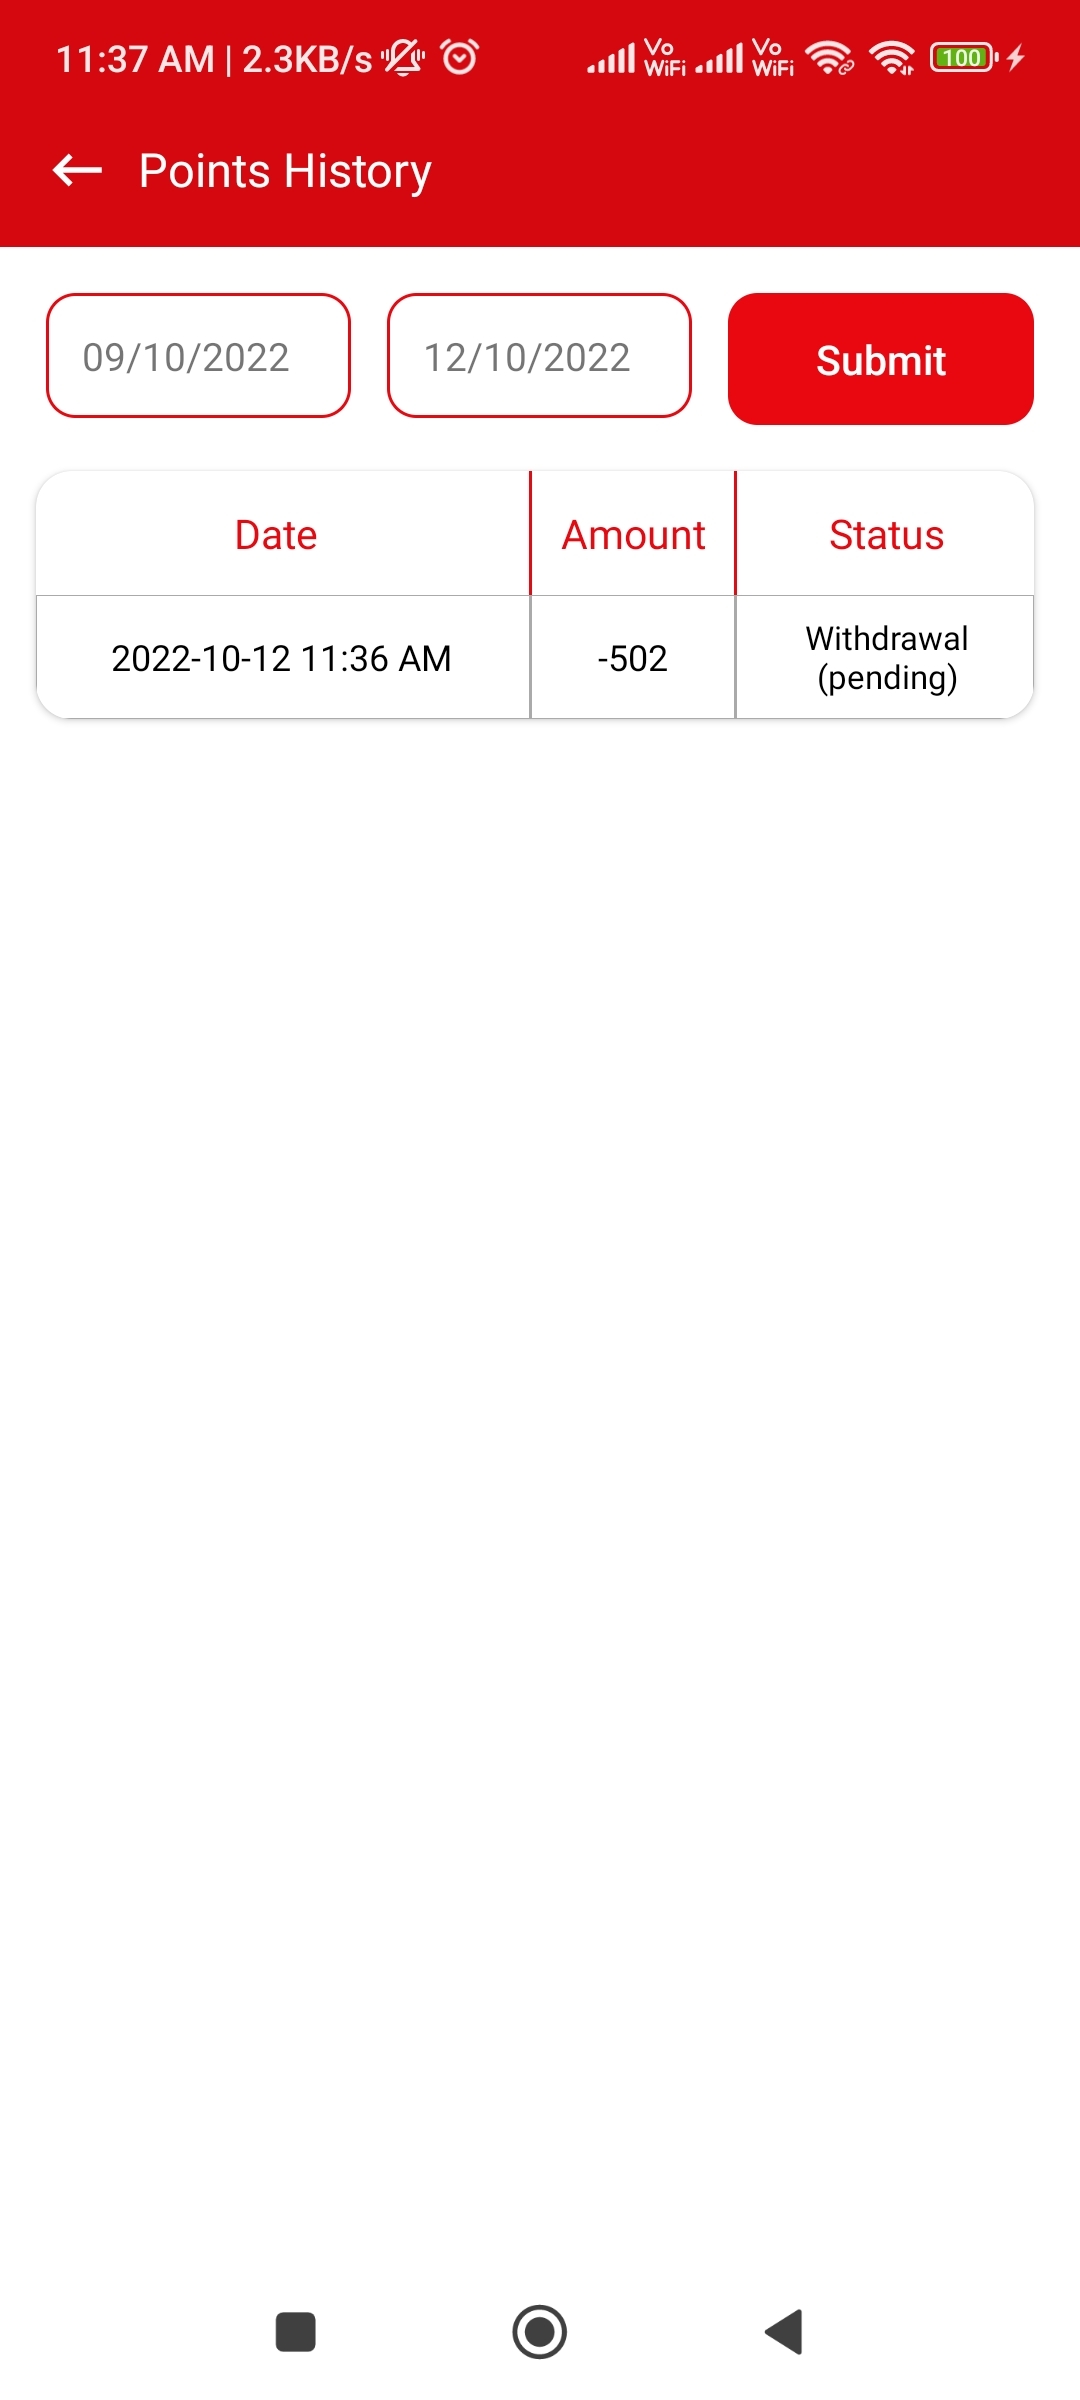 11:37 AM | 2.3KB/s Vo WiFi Vo WiFi 100
Points History
09/10/2022 12/10/2022 Submit
Date Amount Status
2022-10-12 11:36 AM -502 Withdrawal
(pending)